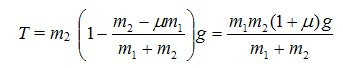 T = m₂ (1 - (m₂ - μm₁)/(m₁ + m₂)) g = m₁m₂(1 + μ)g/(m₁ + m₂)